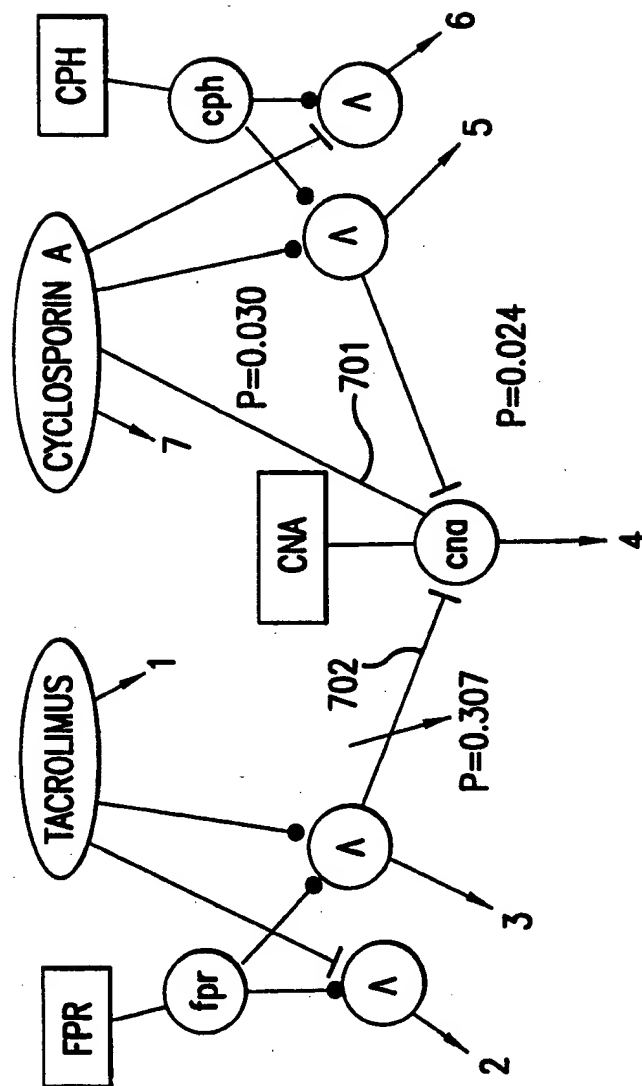 FPR
TACROLIMUS
CYCLOSPORIN A
CPH
fpr
1
7
cph
P=0.030
CNA
702
701
Λ
Λ
Λ
Λ
cna
P=0.307
P=0.024
2
3
4
5
6